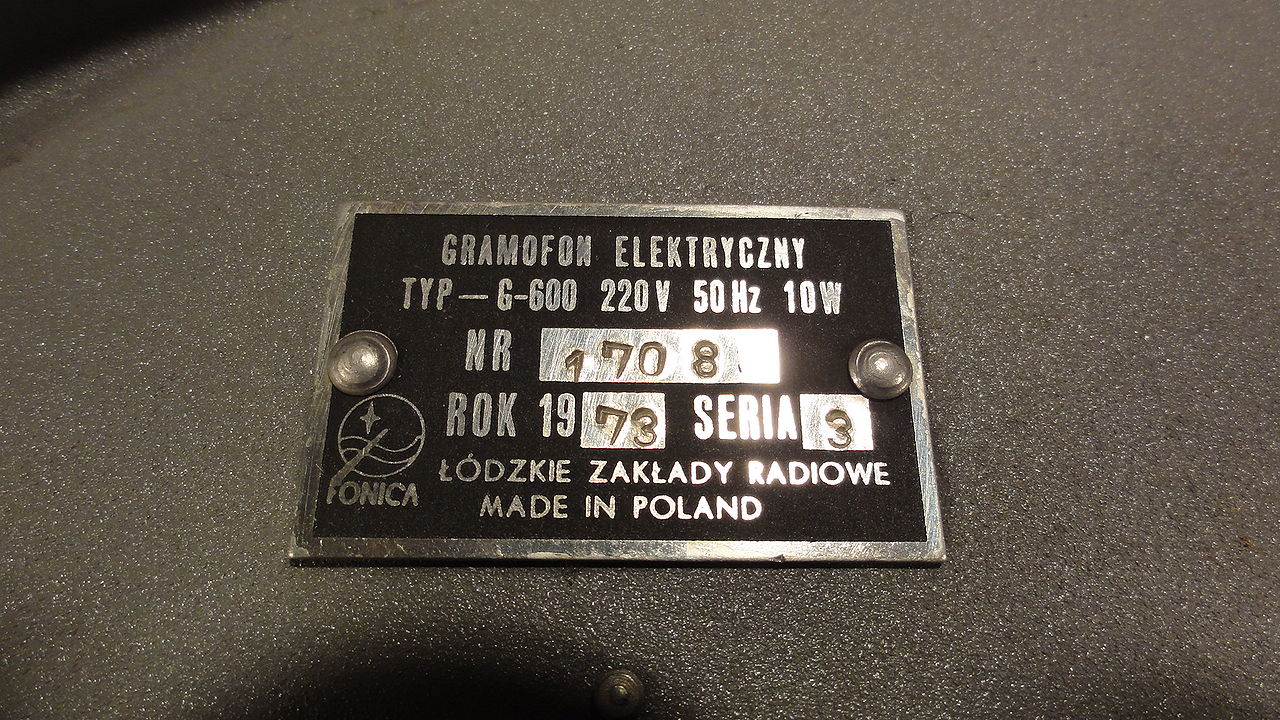 GRAMOFON ELEKTRYCZNY
TYP — G-600 220V 50Hz 10W
NR 1708
ROK 1973 SERIA 3
FONICA
ŁÓDZKIE ZAKŁADY RADIOWE
MADE IN POLAND